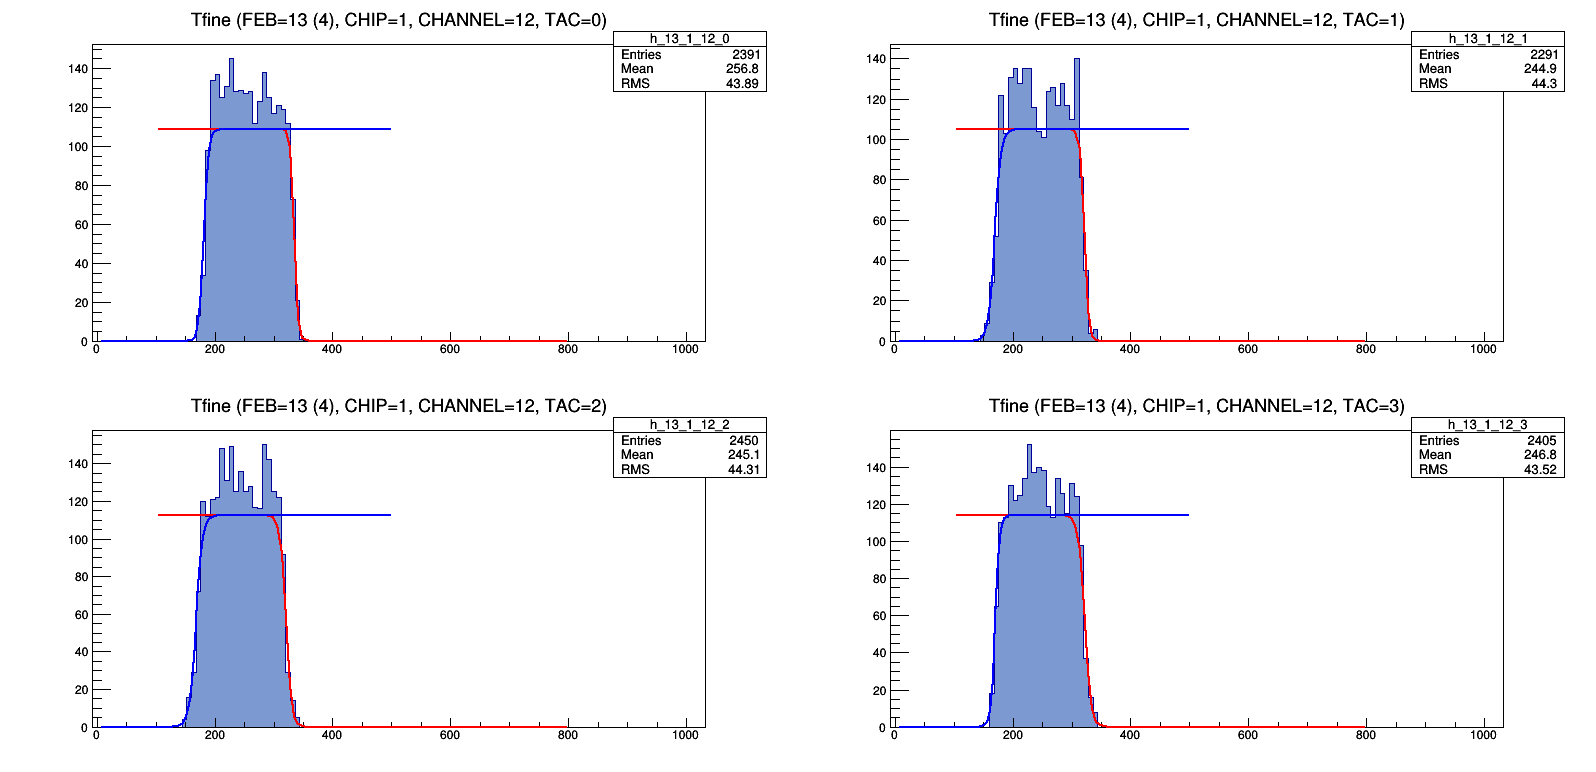 Tfine (FEB=13 (4), CHIP=1, CHANNEL=12, TAC=0)
h_13_1_12_0
Entries 2391
Mean 256.8
RMS 43.89
140
120
100
80
60
40
20
0
0 200 400 600 800 1000
Tfine (FEB=13 (4), CHIP=1, CHANNEL=12, TAC=1)
h_13_1_12_1
Entries 2291
Mean 244.9
RMS 44.3
140
120
100
80
60
40
20
0
0 200 400 600 800 1000
Tfine (FEB=13 (4), CHIP=1, CHANNEL=12, TAC=2)
h_13_1_12_2
Entries 2450
Mean 245.1
RMS 44.31
140
120
100
80
60
40
20
0
0 200 400 600 800 1000
Tfine (FEB=13 (4), CHIP=1, CHANNEL=12, TAC=3)
h_13_1_12_3
Entries 2405
Mean 246.8
RMS 43.52
140
120
100
80
60
40
20
0
0 200 400 600 800 1000